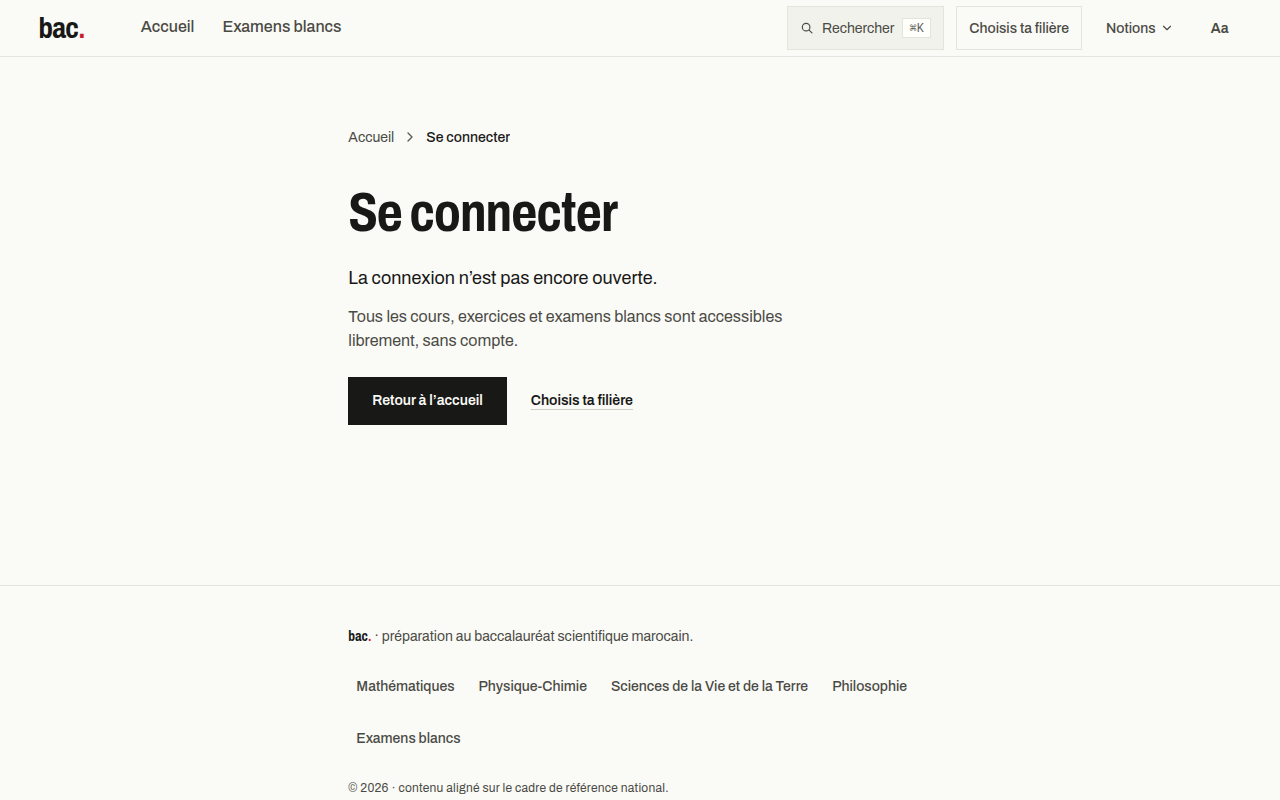 bac. Accueil Examens blancs Rechercher ⌘K Choisis ta filière Notions Aa
Accueil Se connecter
Se connecter
La connexion n’est pas encore ouverte.
Tous les cours, exercices et examens blancs sont accessibles
librement, sans compte.
Retour à l’accueil Choisis ta filière
bac. · préparation au baccalauréat scientifique marocain.
Mathématiques Physique-Chimie Sciences de la Vie et de la Terre Philosophie
Examens blancs
© 2026 · contenu aligné sur le cadre de référence national.